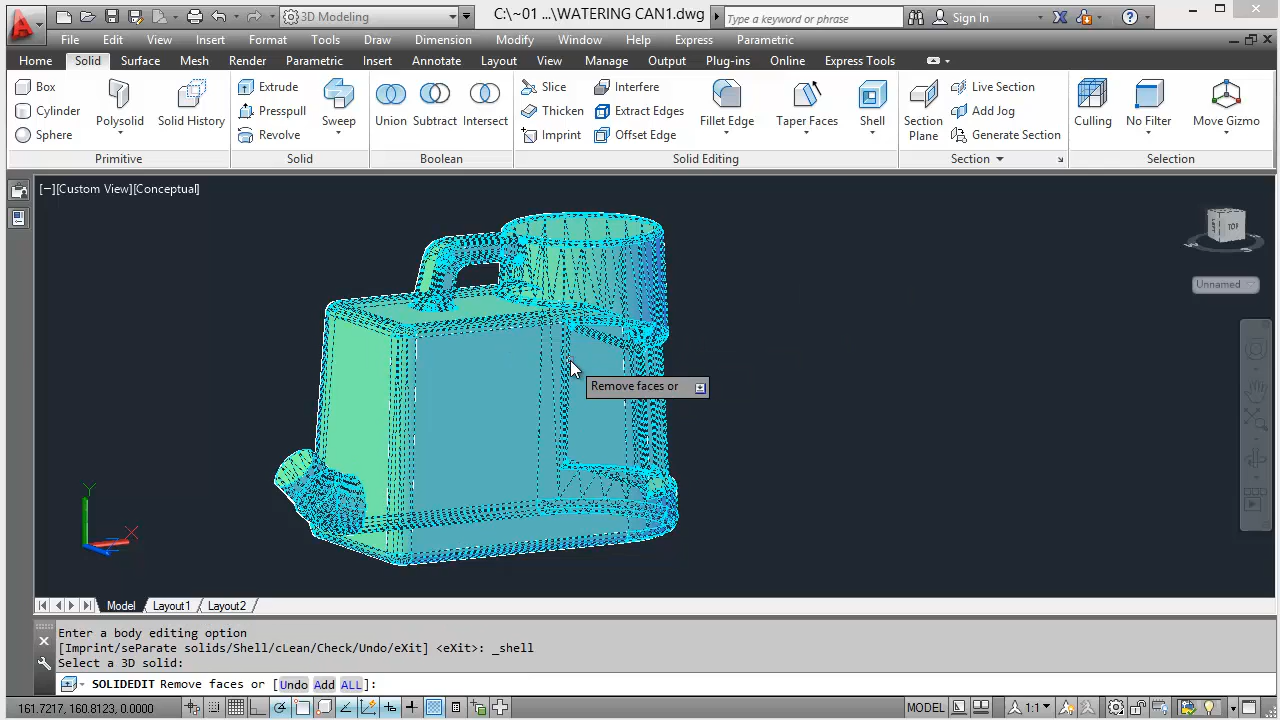 3D Modeling
C:\~01 ...\WATERING CAN1.dwg
Type a keyword or phrase
Sign In
File Edit View Insert Format Tools Draw Dimension Modify Window Help Express Parametric
Home Solid Surface Mesh Render Parametric Insert Annotate Layout View Manage Output Plug-ins Online Express Tools
Box
Cylinder
Sphere
Polysolid
Solid History
Primitive
Extrude
Presspull
Revolve
Sweep
Solid
Union
Subtract
Intersect
Boolean
Slice
Thicken
Imprint
Interfere
Extract Edges
Offset Edge
Fillet Edge
Taper Faces
Shell
Solid Editing
Section
Plane
Live Section
Add Jog
Generate Section
Section
Culling
No Filter
Move Gizmo
Selection
[−][Custom View][Conceptual]
TOP
Unnamed
Remove faces or
Y
X
Model Layout1 Layout2
Enter a body editing option
[Imprint/seParate solids/Shell/cLean/Check/Undo/eXit] <eXit>: _shell
Select a 3D solid:
SOLIDEDIT Remove faces or [Undo Add ALL]:
161.7217, 160.8123, 0.0000
MODEL
1:1